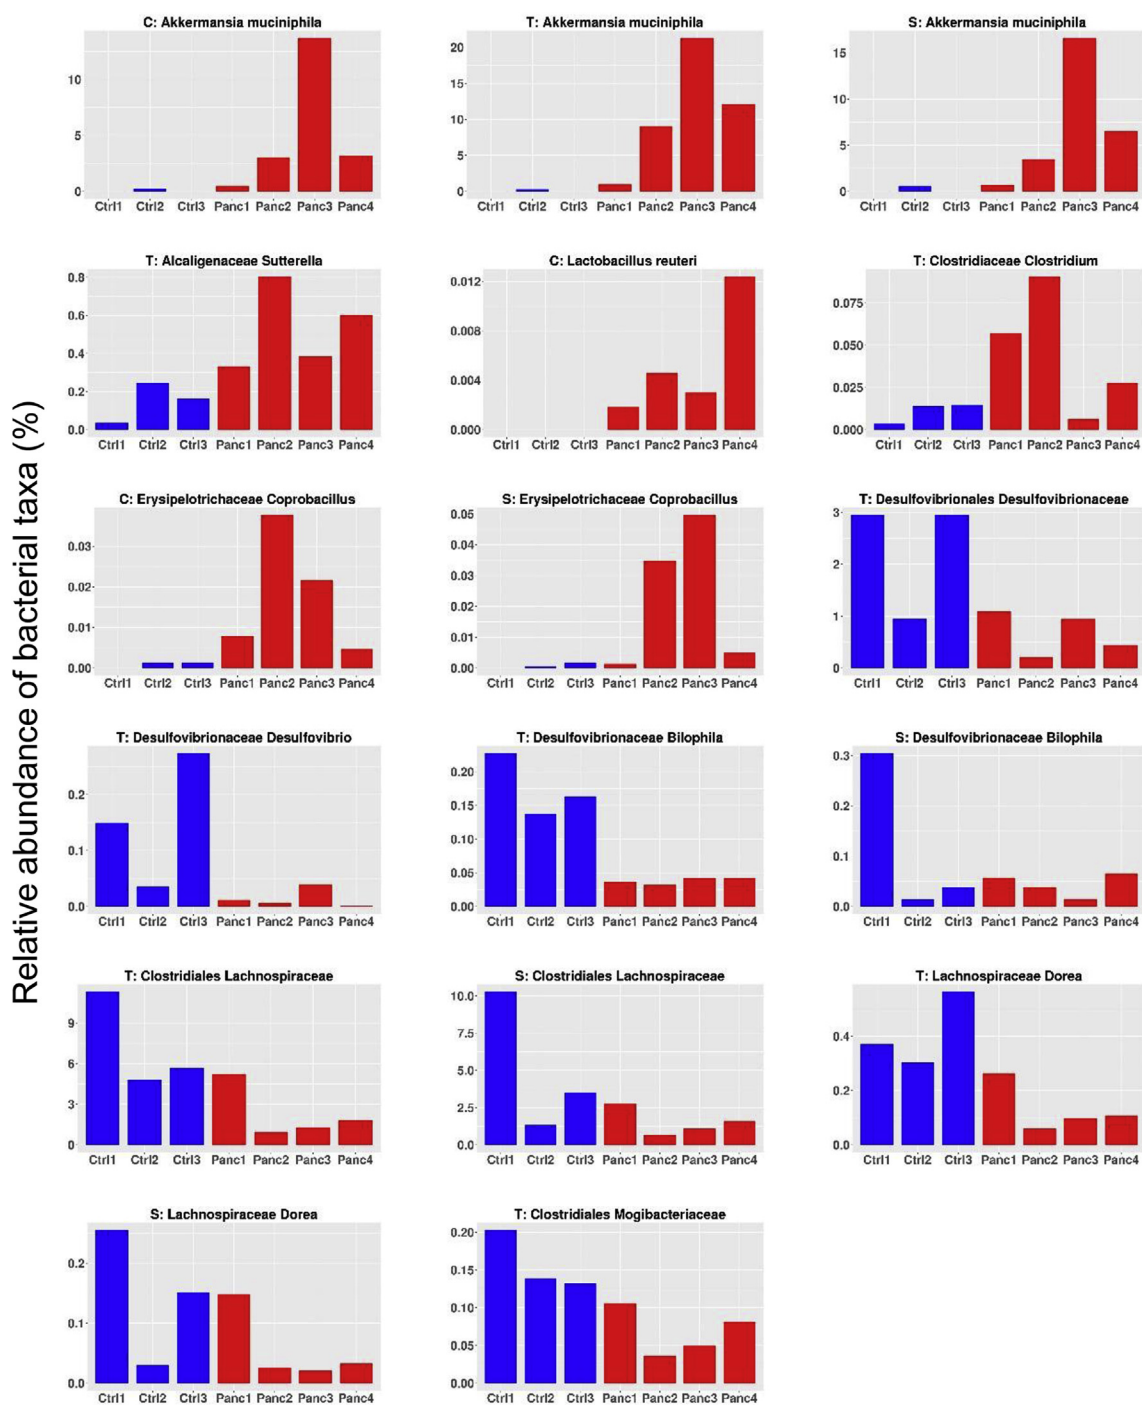 Relative abundance of bacterial taxa (%)
C: Akkermansia muciniphila
10
5
0
Ctrl1 Ctrl2 Ctrl3 Panc1 Panc2 Panc3 Panc4
T: Akkermansia muciniphila
20
15
10
5
0
Ctrl1 Ctrl2 Ctrl3 Panc1 Panc2 Panc3 Panc4
S: Akkermansia muciniphila
15
10
5
0
Ctrl1 Ctrl2 Ctrl3 Panc1 Panc2 Panc3 Panc4
T: Alcaligenaceae Sutterella
0.8
0.6
0.4
0.2
0.0
Ctrl1 Ctrl2 Ctrl3 Panc1 Panc2 Panc3 Panc4
C: Lactobacillus reuteri
0.012
0.008
0.004
0.000
Ctrl1 Ctrl2 Ctrl3 Panc1 Panc2 Panc3 Panc4
T: Clostridiaceae Clostridium
0.075
0.050
0.025
0.000
Ctrl1 Ctrl2 Ctrl3 Panc1 Panc2 Panc3 Panc4
C: Erysipelotrichaceae Coprobacillus
0.03
0.02
0.01
0.00
Ctrl1 Ctrl2 Ctrl3 Panc1 Panc2 Panc3 Panc4
S: Erysipelotrichaceae Coprobacillus
0.05
0.04
0.03
0.02
0.01
0.00
Ctrl1 Ctrl2 Ctrl3 Panc1 Panc2 Panc3 Panc4
T: Desulfovibrionales Desulfovibrionaceae
3
2
1
0
Ctrl1 Ctrl2 Ctrl3 Panc1 Panc2 Panc3 Panc4
T: Desulfovibrionaceae Desulfovibrio
0.2
0.1
0.0
Ctrl1 Ctrl2 Ctrl3 Panc1 Panc2 Panc3 Panc4
T: Desulfovibrionaceae Bilophila
0.20
0.15
0.10
0.05
0.00
Ctrl1 Ctrl2 Ctrl3 Panc1 Panc2 Panc3 Panc4
S: Desulfovibrionaceae Bilophila
0.3
0.2
0.1
0.0
Ctrl1 Ctrl2 Ctrl3 Panc1 Panc2 Panc3 Panc4
T: Clostridiales Lachnospiraceae
9
6
3
0
Ctrl1 Ctrl2 Ctrl3 Panc1 Panc2 Panc3 Panc4
S: Clostridiales Lachnospiraceae
10.0
7.5
5.0
2.5
0.0
Ctrl1 Ctrl2 Ctrl3 Panc1 Panc2 Panc3 Panc4
T: Lachnospiraceae Dorea
0.4
0.2
0.0
Ctrl1 Ctrl2 Ctrl3 Panc1 Panc2 Panc3 Panc4
S: Lachnospiraceae Dorea
0.2
0.1
0.0
Ctrl1 Ctrl2 Ctrl3 Panc1 Panc2 Panc3 Panc4
T: Clostridiales Mogibacteriaceae
0.20
0.15
0.10
0.05
0.00
Ctrl1 Ctrl2 Ctrl3 Panc1 Panc2 Panc3 Panc4